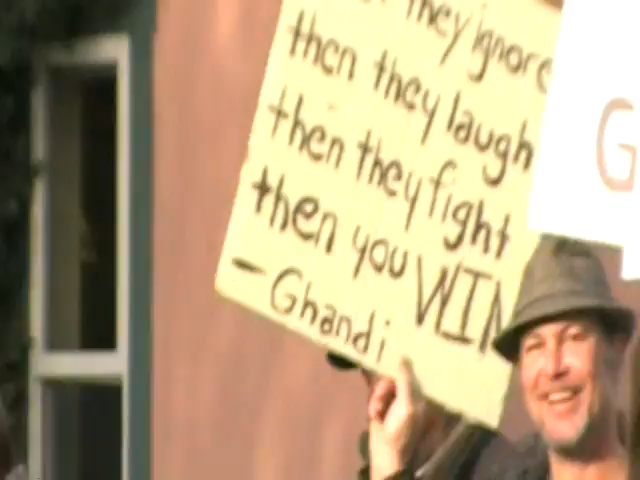 they ignore
then they laugh
then they fight
then you WIN
- Ghandi
G